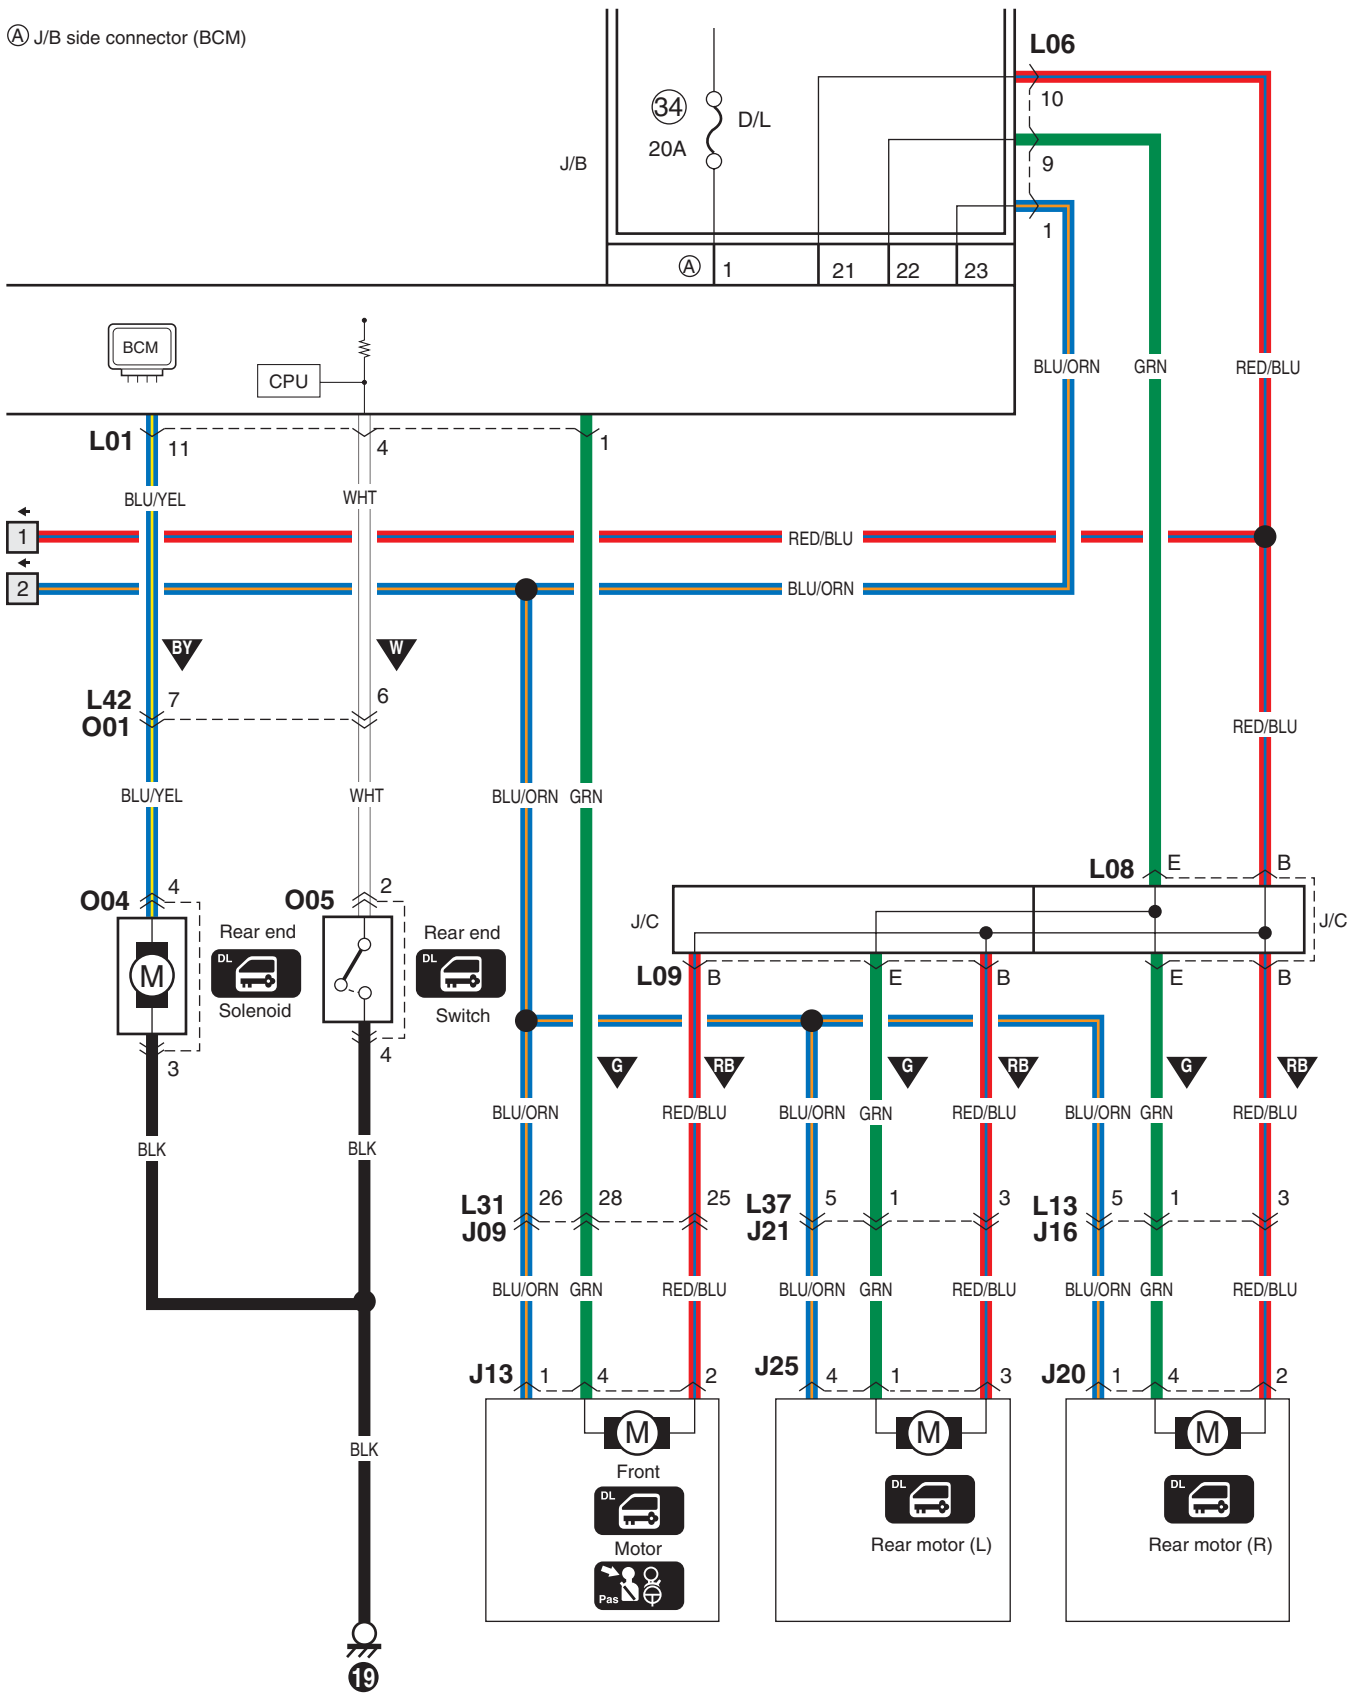 Ⓐ J/B side connector (BCM)
L06
10
34
D/L
20A
J/B
9
1
Ⓐ 1 21 22 23
BCM
CPU
BLU/ORN GRN RED/BLU
L01 11 4 1
BLU/YEL WHT
1 RED/BLU
2 BLU/ORN
BY W
L42 7 6
O01
RED/BLU
BLU/YEL WHT BLU/ORN GRN
L08 E B
O04 4 O05 2
J/C J/C
Rear end Rear end
DL DL
M
Solenoid Switch
L09 B E B E B
3 4
G RB G RB G RB
BLU/ORN RED/BLU BLU/ORN GRN RED/BLU BLU/ORN GRN RED/BLU
BLK BLK
L31 26 28 25 L37 5 1 3 L13 5 1 3
J09 J21 J16
BLU/ORN GRN RED/BLU BLU/ORN GRN RED/BLU BLU/ORN GRN RED/BLU
J13 1 4 2 J25 4 1 3 J20 1 4 2
M M M
BLK
Front
DL DL DL
Motor Rear motor (L) Rear motor (R)
Pas
19